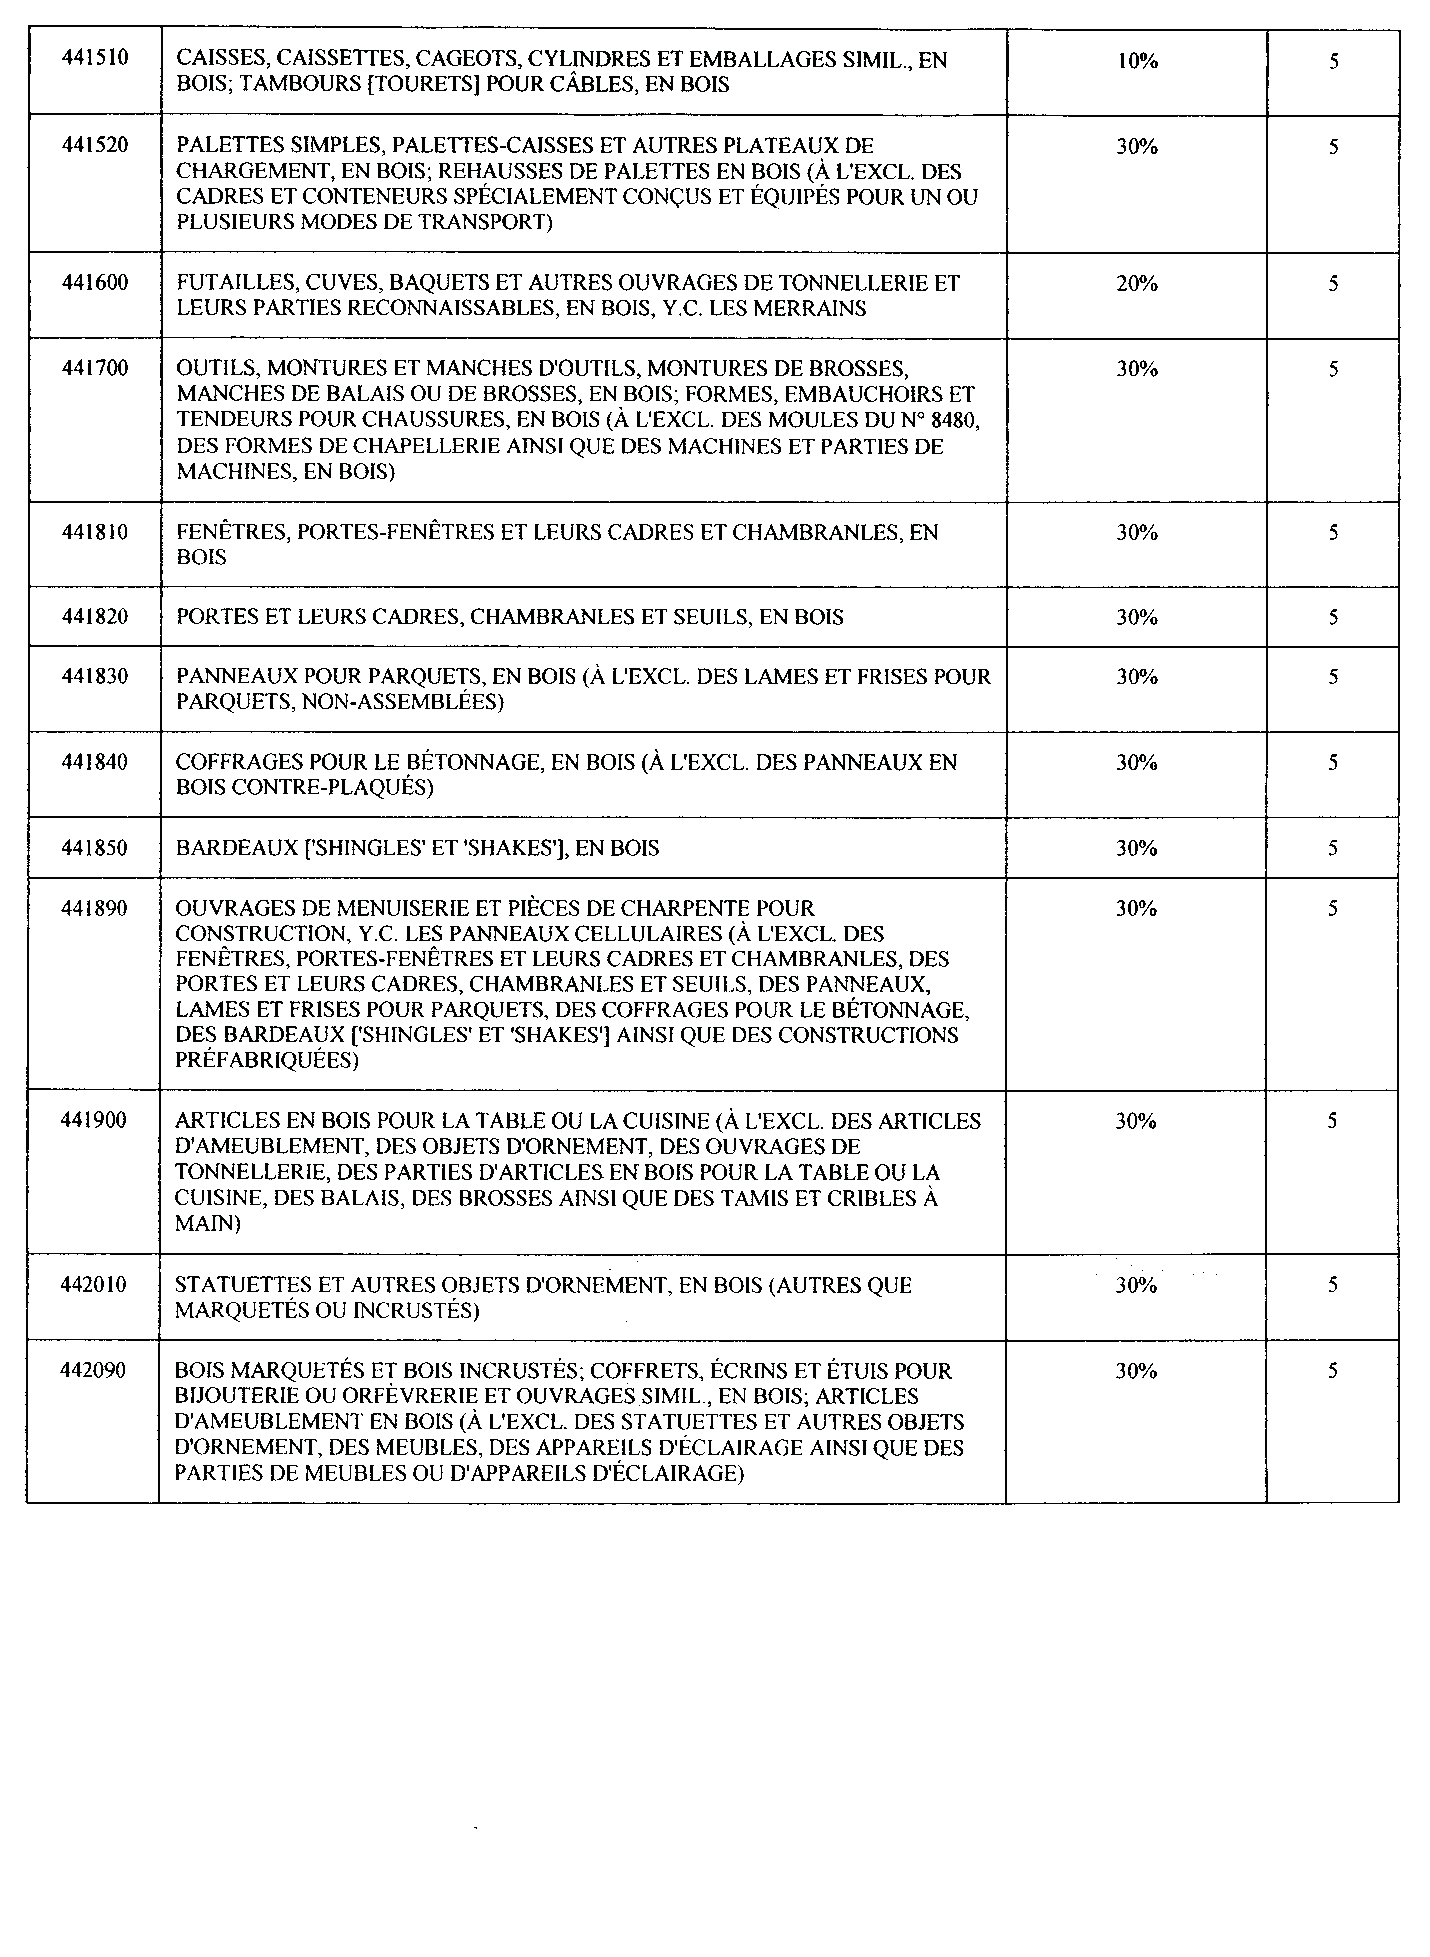 441510 CAISSES, CAISSETTES, CAGEOTS, CYLINDRES ET EMBALLAGES SIMIL., EN 10% 5
BOIS; TAMBOURS [TOURETS] POUR CÂBLES, EN BOIS
441520 PALETTES SIMPLES, PALETTES-CAISSES ET AUTRES PLATEAUX DE 30% 5
CHARGEMENT, EN BOIS; REHAUSSES DE PALETTES EN BOIS (À L'EXCL. DES
CADRES ET CONTENEURS SPÉCIALEMENT CONÇUS ET ÉQUIPÉS POUR UN OU
PLUSIEURS MODES DE TRANSPORT)
441600 FUTAILLES, CUVES, BAQUETS ET AUTRES OUVRAGES DE TONNELLERIE ET 20% 5
LEURS PARTIES RECONNAISSABLES, EN BOIS, Y.C. LES MERRAINS
441700 OUTILS, MONTURES ET MANCHES D'OUTILS, MONTURES DE BROSSES, 30% 5
MANCHES DE BALAIS OU DE BROSSES, EN BOIS; FORMES, EMBAUCHOIRS ET
TENDEURS POUR CHAUSSURES, EN BOIS (À L'EXCL. DES MOULES DU N° 8480,
DES FORMES DE CHAPELLERIE AINSI QUE DES MACHINES ET PARTIES DE
MACHINES, EN BOIS)
441810 FENÊTRES, PORTES-FENÊTRES ET LEURS CADRES ET CHAMBRANLES, EN 30% 5
BOIS
441820 PORTES ET LEURS CADRES, CHAMBRANLES ET SEUILS, EN BOIS 30% 5
441830 PANNEAUX POUR PARQUETS, EN BOIS (À L'EXCL. DES LAMES ET FRISES POUR 30% 5
PARQUETS, NON-ASSEMBLÉES)
441840 COFFRAGES POUR LE BÉTONNAGE, EN BOIS (À L'EXCL. DES PANNEAUX EN 30% 5
BOIS CONTRE-PLAQUÉS)
441850 BARDEAUX ['SHINGLES' ET 'SHAKES'], EN BOIS 30% 5
441890 OUVRAGES DE MENUISERIE ET PIÈCES DE CHARPENTE POUR 30% 5
CONSTRUCTION, Y.C. LES PANNEAUX CELLULAIRES (À L'EXCL. DES
FENÊTRES, PORTES-FENÊTRES ET LEURS CADRES ET CHAMBRANLES, DES
PORTES ET LEURS CADRES, CHAMBRANLES ET SEUILS, DES PANNEAUX,
LAMES ET FRISES POUR PARQUETS, DES COFFRAGES POUR LE BÉTONNAGE,
DES BARDEAUX ['SHINGLES' ET 'SHAKES'] AINSI QUE DES CONSTRUCTIONS
PRÉFABRIQUÉES)
441900 ARTICLES EN BOIS POUR LA TABLE OU LA CUISINE (À L'EXCL. DES ARTICLES 30% 5
D'AMEUBLEMENT, DES OBJETS D'ORNEMENT, DES OUVRAGES DE
TONNELLERIE, DES PARTIES D'ARTICLES EN BOIS POUR LA TABLE OU LA
CUISINE, DES BALAIS, DES BROSSES AINSI QUE DES TAMIS ET CRIBLES À
MAIN)
442010 STATUETTES ET AUTRES OBJETS D'ORNEMENT, EN BOIS (AUTRES QUE 30% 5
MARQUETÉS OU INCRUSTÉS)
442090 BOIS MARQUETÉS ET BOIS INCRUSTÉS; COFFRETS, ÉCRINS ET ÉTUIS POUR 30% 5
BIJOUTERIE OU ORFÈVRERIE ET OUVRAGES SIMIL., EN BOIS; ARTICLES
D'AMEUBLEMENT EN BOIS (À L'EXCL. DES STATUETTES ET AUTRES OBJETS
D'ORNEMENT, DES MEUBLES, DES APPAREILS D'ÉCLAIRAGE AINSI QUE DES
PARTIES DE MEUBLES OU D'APPAREILS D'ÉCLAIRAGE)